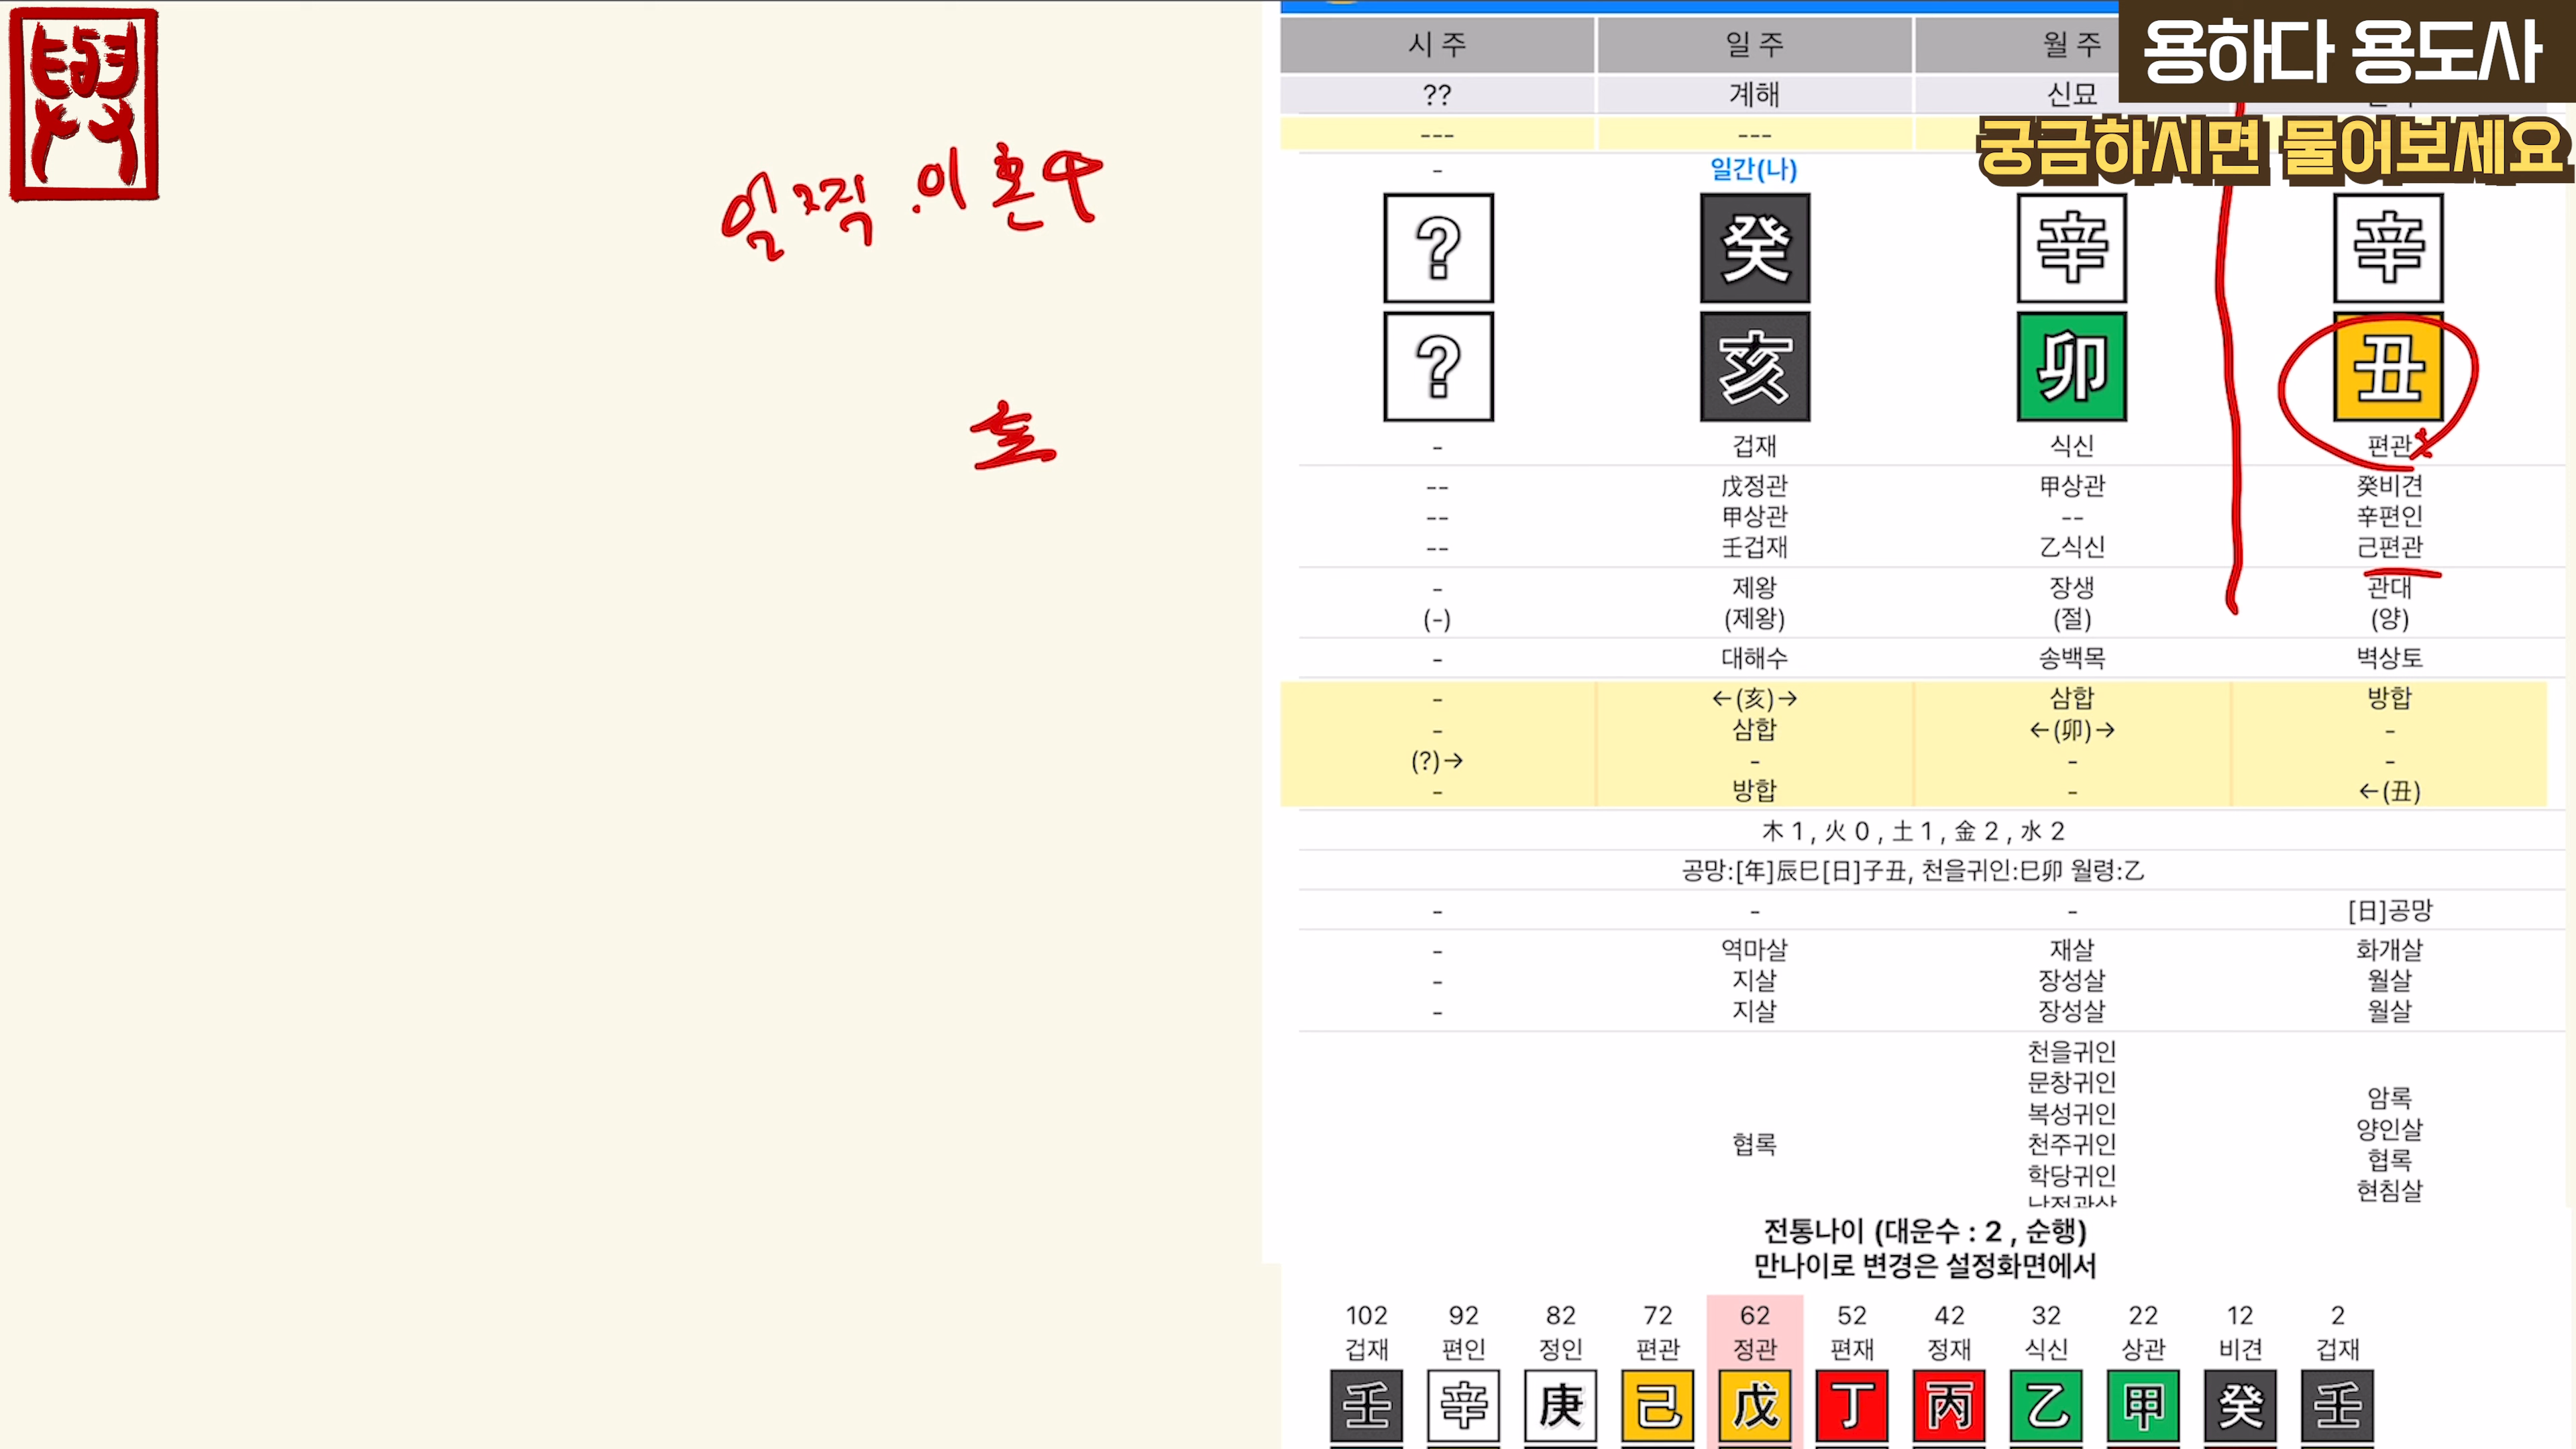 용하다 용도사
궁금하시면 물어보세요
일찍 이혼수
시주 일주 월주
?? 계해 신묘
--- ---
- 일간(나)
? 癸 辛 辛
? 亥 卯 丑
- 겁재 식신 편관
-- 戊정관 甲상관 癸비견
-- 甲상관 -- 辛편인
-- 壬겁재 乙식신 己편관
- 제왕 장생 관대
(-) (제왕) (절) (양)
- 대해수 송백목 벽상토
- ←(亥)→ 삼합 방합
- 삼합 ←(卯)→ -
(?)→ - - -
- 방합 - ←(丑)
木 1 , 火 0 , 土 1 , 金 2 , 水 2
공망:[年]辰巳[日]子丑, 천을귀인:巳卯 월령:乙
- - - [日]공망
- 역마살 재살 화개살
- 지살 장성살 월살
- 지살 장성살 월살
천을귀인
문창귀인 암록
복성귀인 양인살
협록 천주귀인 협록
학당귀인 현침살
전통나이 (대운수 : 2 , 순행)
만나이로 변경은 설정화면에서
102 92 82 72 62 52 42 32 22 12 2
겁재 편인 정인 편관 정관 편재 정재 식신 상관 비견 겁재
壬 辛 庚 己 戊 丁 丙 乙 甲 癸 壬